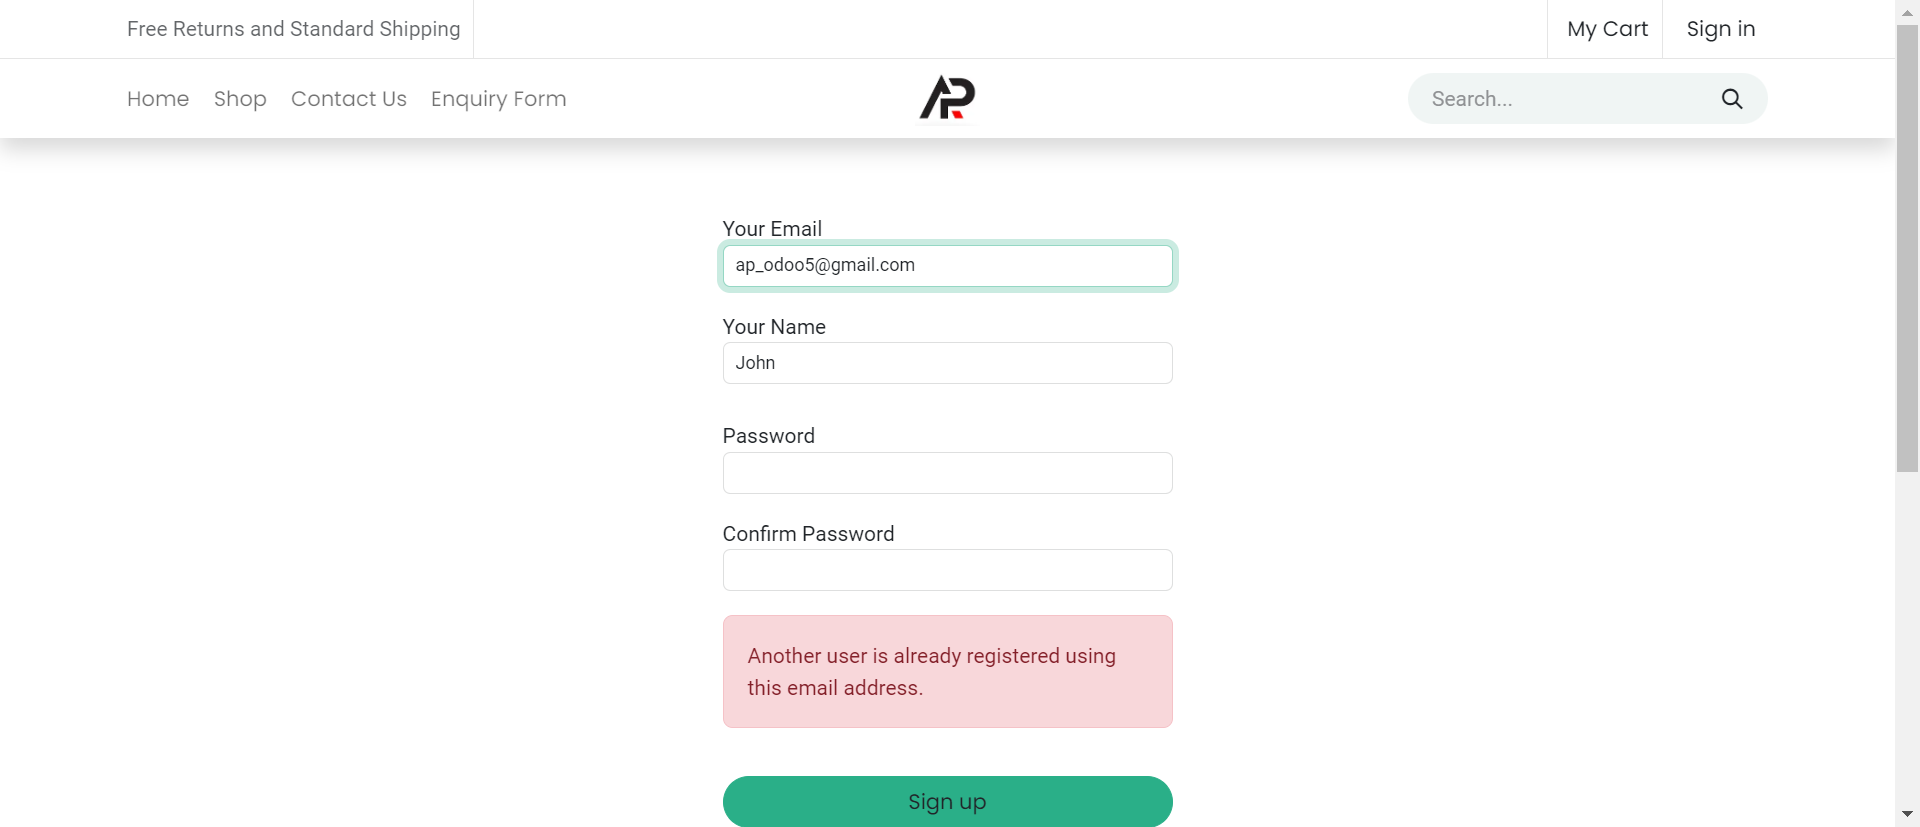 Free Returns and Standard Shipping
My Cart
Sign in
Home
Shop
Contact Us
Enquiry Form
APR
Search...
Your Email
ap_odoo5@gmail.com
Your Name
John
Password
Confirm Password
Another user is already registered using
this email address.
Sign up